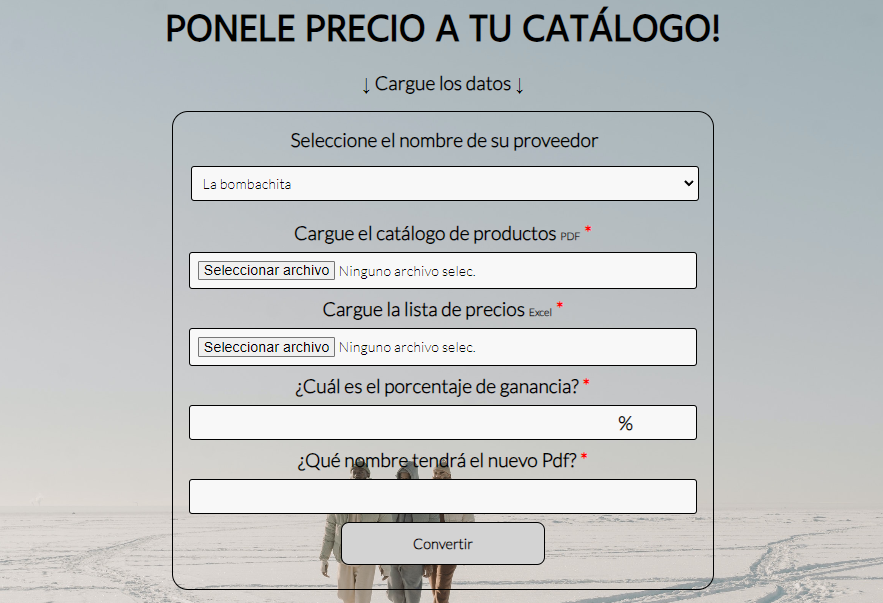 PONELE PRECIO A TU CATÁLOGO!
↓ Cargue los datos ↓
Seleccione el nombre de su proveedor
La bombachita
Cargue el catálogo de productos PDF *
Seleccionar archivo Ninguno archivo selec.
Cargue la lista de precios Excel *
Seleccionar archivo Ninguno archivo selec.
¿Cuál es el porcentaje de ganancia? *
%
¿Qué nombre tendrá el nuevo Pdf? *
Convertir